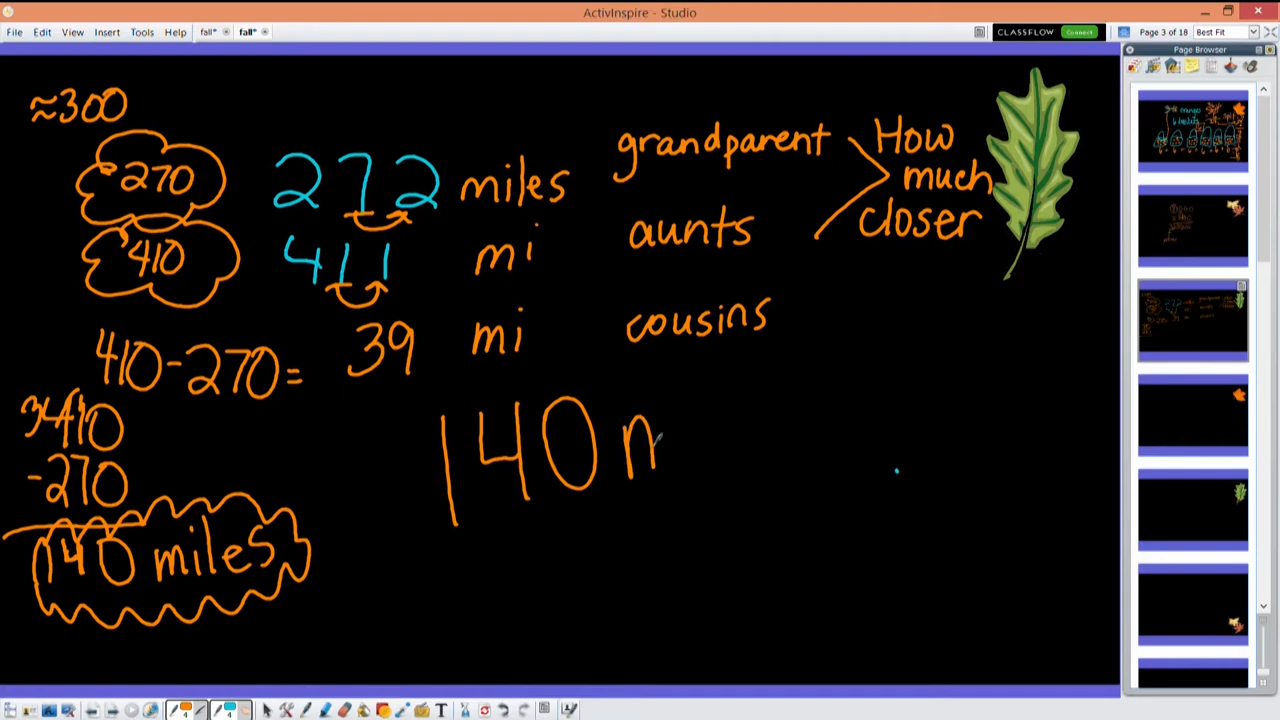 ActivInspire - Studio
File Edit View Insert Tools Help fall* fall* CLASSFLOW Connect Page 3 of 18 Best Fit
Page Browser
≈300
270
272 miles grandparent
How
much
closer
410
411 mi aunts
39 mi cousins
410-270=
3410
-270
140 miles
140 m
4 4 T